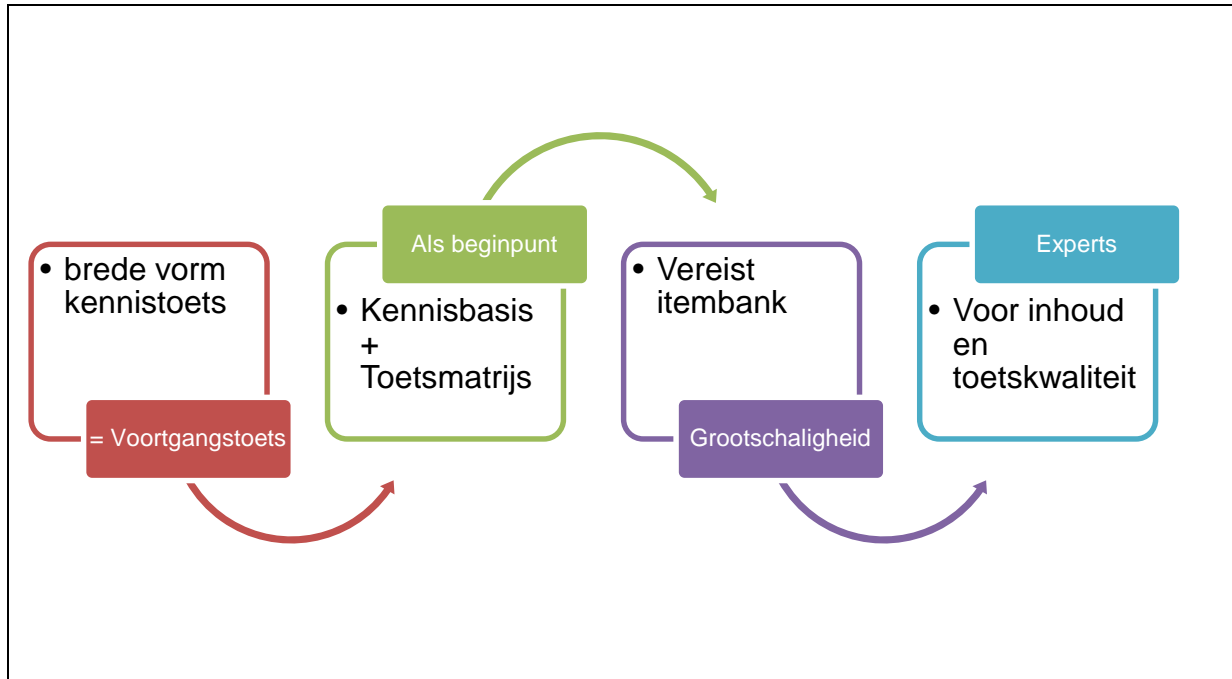 • brede vorm
kennistoets
= Voortgangstoets
Als beginpunt
• Kennisbasis
+
Toetsmatrijs
• Vereist
itembank
Grootschaligheid
Experts
• Voor inhoud
en
toetskwaliteit